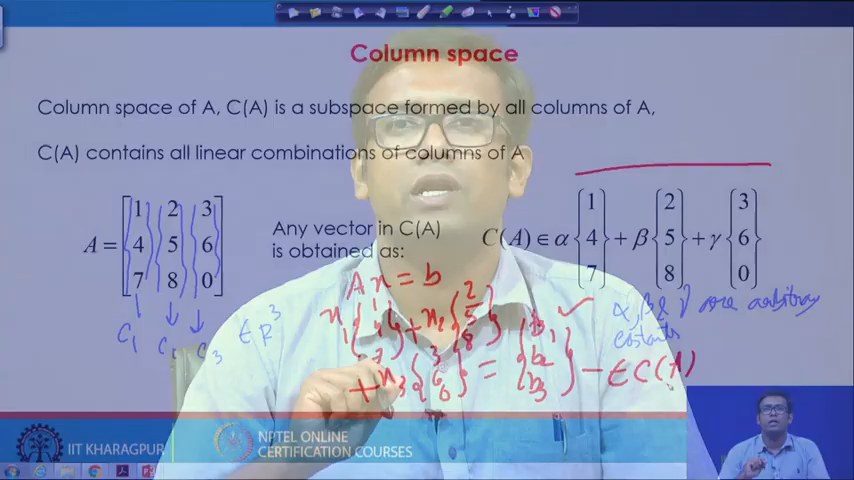 Column space
Column space of A, C(A) is a subspace formed by all columns of A,
C(A) contains all linear combinations of columns of A
A = [1 2 3
4 5 6
7 8 0]
Any vector in C(A)
is obtained as:
C(A) ∈ α {1 4 7} + β {2 5 8} + γ {3 6 0}
C1 C2 C3 ∈ R^3
Ax = b
x1 {1 4 7} + x2 {2 5 8}
+ x3 {3 6 0} = {b1 b2 b3} – ∈ C(A)
α, β & γ are arbitrary
costants
IIT KHARAGPUR
NPTEL ONLINE
CERTIFICATION COURSES